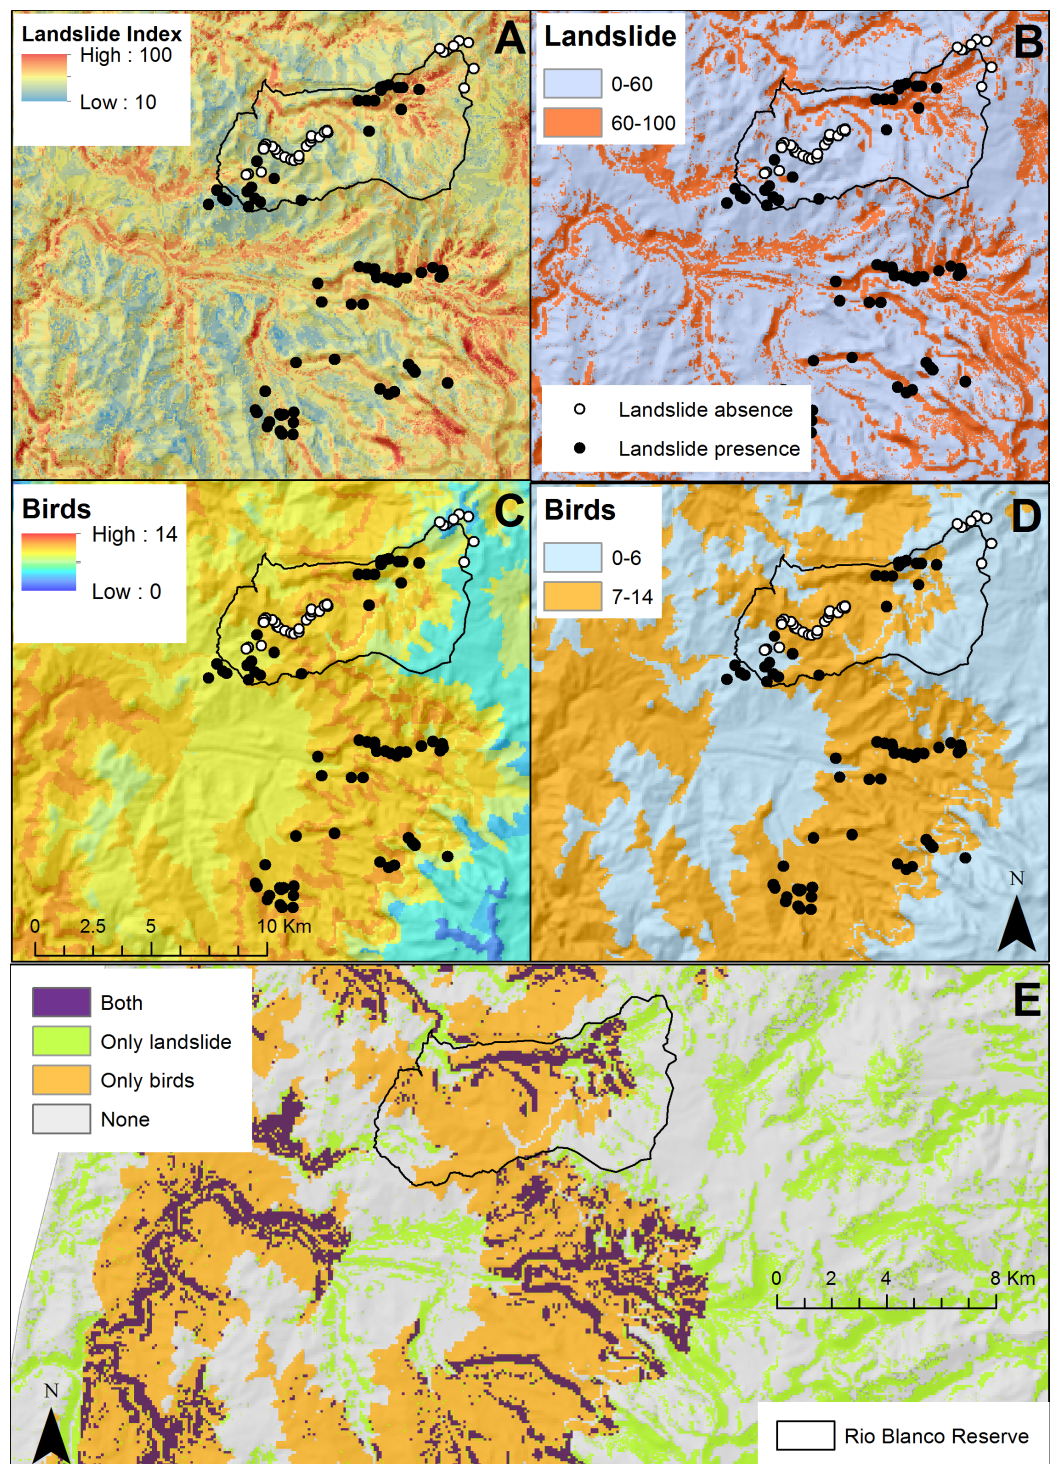 Landslide Index
High : 100
Low : 10
A
Landslide
0-60
60-100
B
Landslide absence
Landslide presence
Birds
High : 14
Low : 0
C
0 2.5 5 10 Km
Birds
0-6
7-14
D
N
Both
Only landslide
Only birds
None
E
0 2 4 8 Km
N
Rio Blanco Reserve